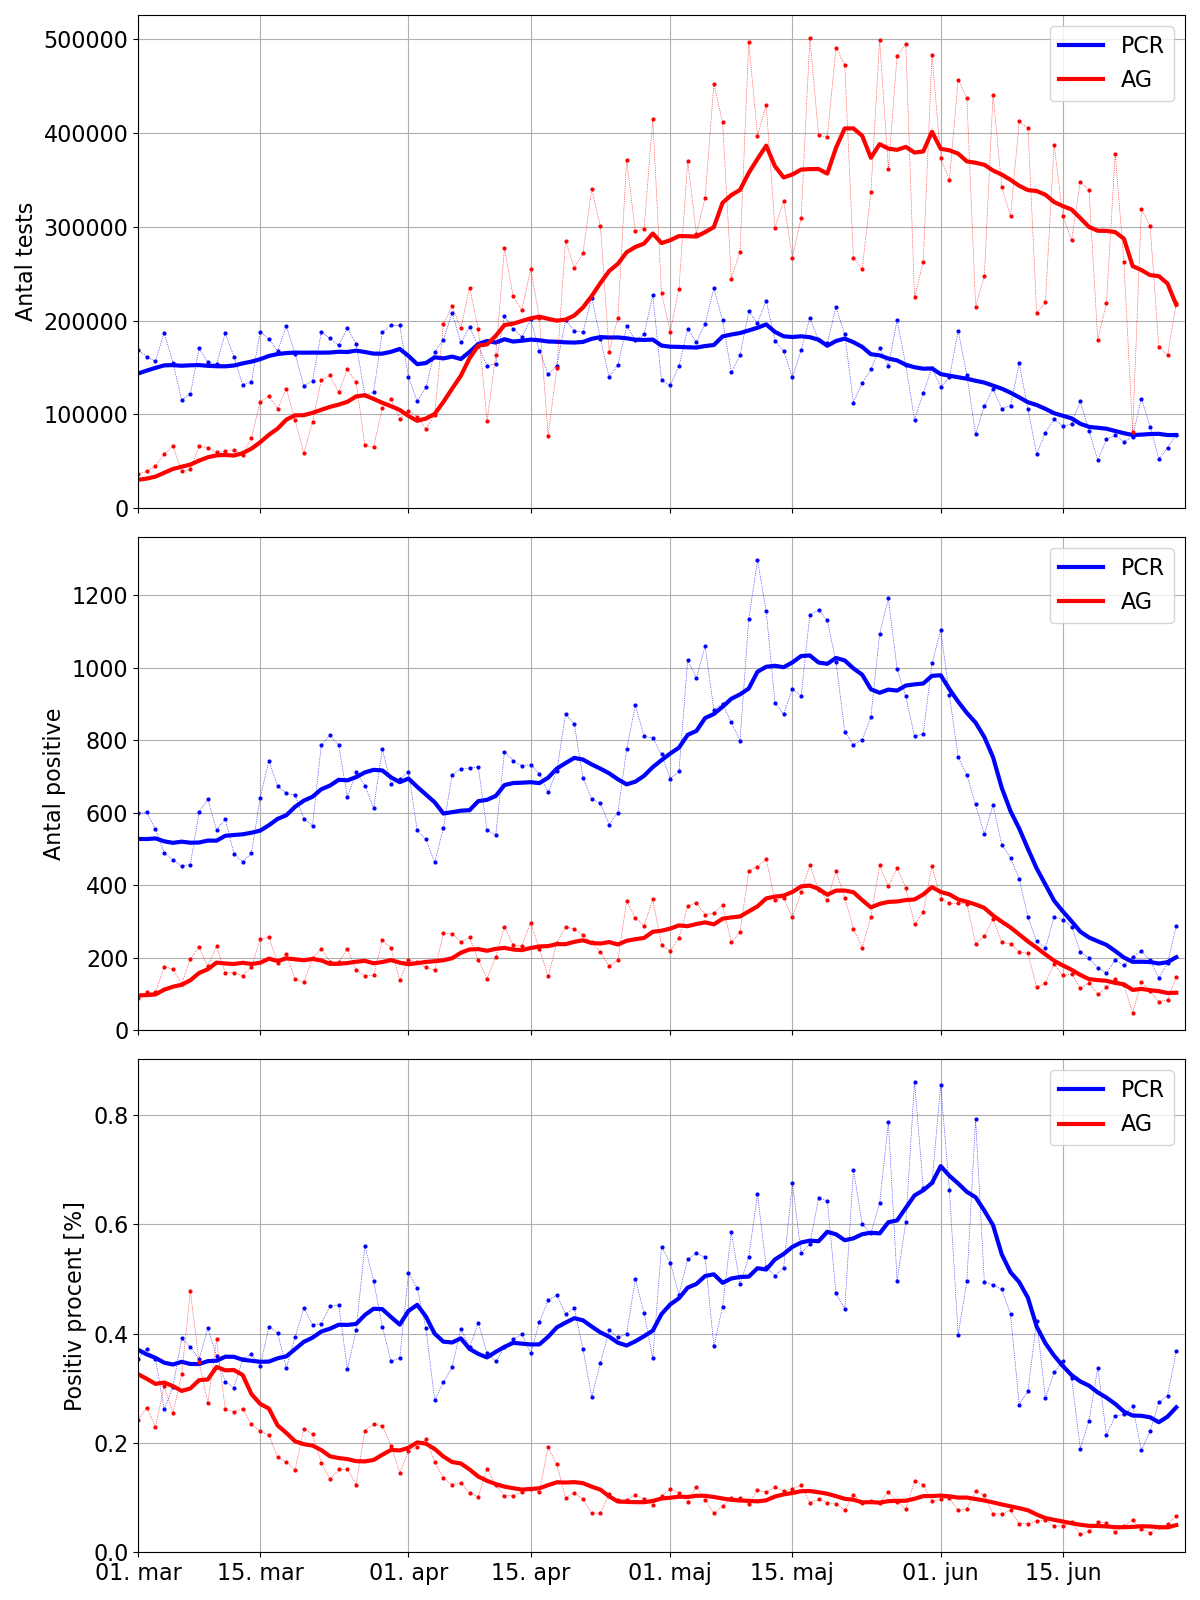 500000
400000
300000
200000
100000
0
Antal tests
PCR
AG
1200
1000
800
600
400
200
0
Antal positive
PCR
AG
0.8
0.6
0.4
0.2
0.0
Positiv procent [%]
PCR
AG
01. mar 15. mar 01. apr 15. apr 01. maj 15. maj 01. jun 15. jun